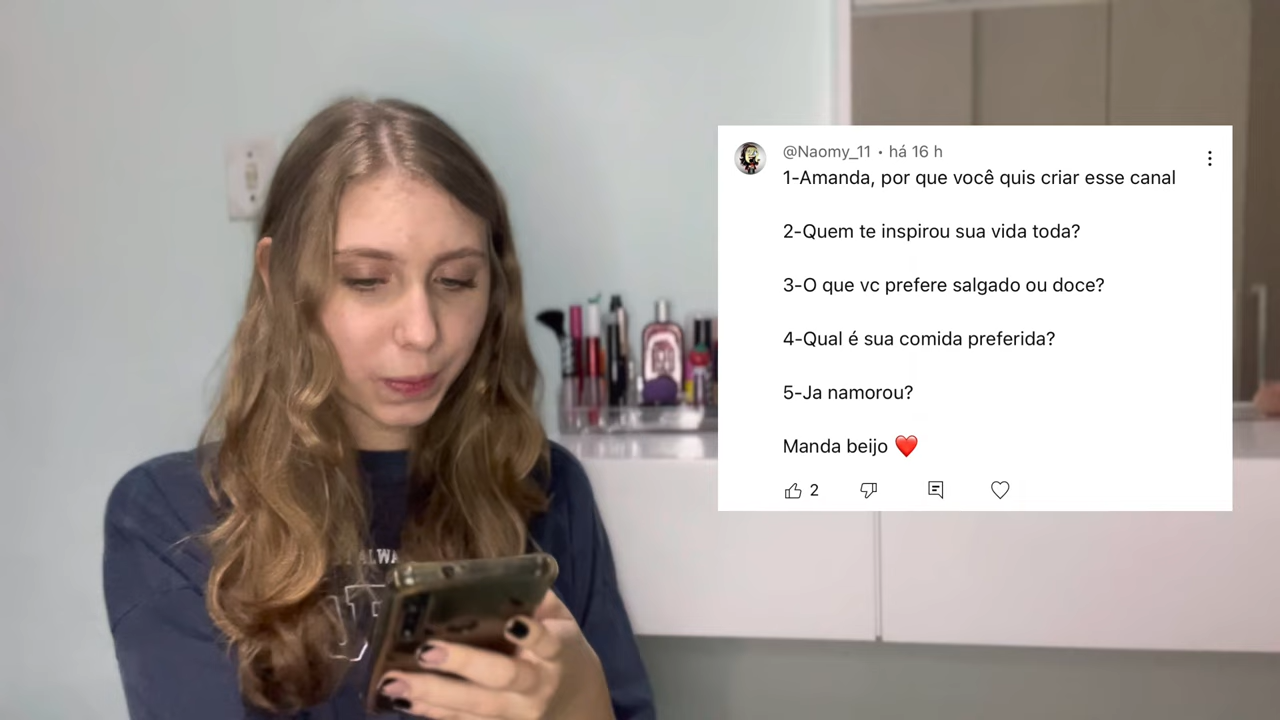 @Naomy_11 • há 16 h
1-Amanda, por que você quis criar esse canal
2-Quem te inspirou sua vida toda?
3-O que vc prefere salgado ou doce?
4-Qual é sua comida preferida?
5-Ja namorou?
Manda beijo ❤️
2